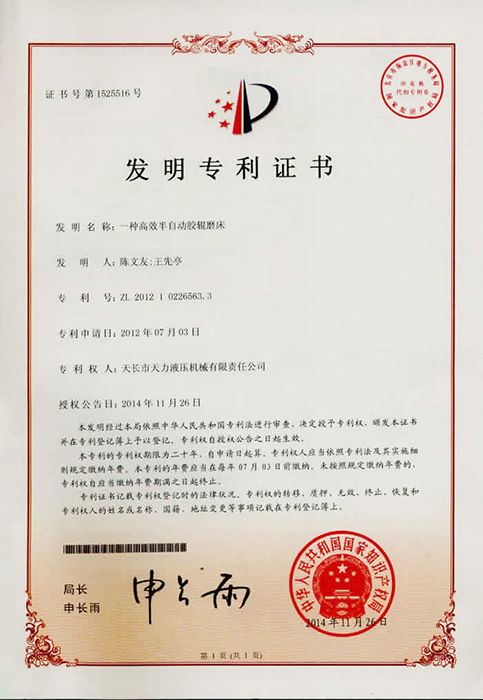 证书号第1525516号
发明专利证书
发明名称：一种高效半自动胶辊磨床
发明人：陈文友;王先亭
专利号：ZL 2012 1 0226563.3
专利申请日：2012年07月03日
专利权人：天长市天力液压机械有限责任公司
授权公告日：2014年11月26日
本发明经过本局依照中华人民共和国专利法进行审查，决定授予专利权，颁发本证书
并在专利登记簿上予以登记。专利权自授权公告之日起生效。
本专利的专利权期限为二十年，自申请日起算。专利权人应当依照专利法及其实施细
则规定缴纳年费。本专利的年费应当在每年07月03日前缴纳。未按照规定缴纳年费的，
专利权自应当缴纳年费期满之日起终止。
专利证书记载专利权登记时的法律状况。专利权的转移、质押、无效、终止、恢复和
专利权人的姓名或名称、国籍、地址变更等事项记载在专利登记簿上。
局长
申长雨
申长雨
中华人民共和国国家知识产权局
2014年11月26日
第1页(共1页)